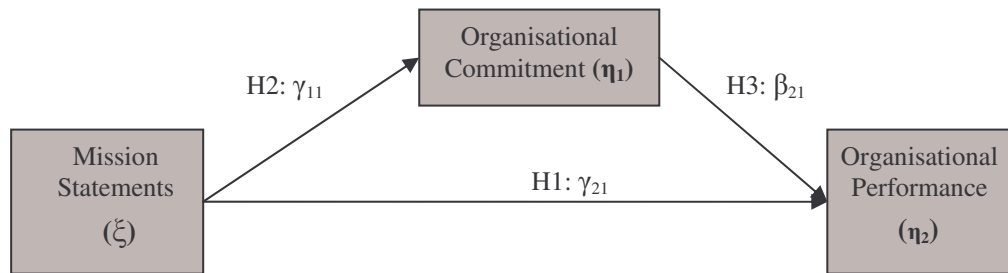 Organisational
Commitment (η₁)
H2: γ₁₁
H3: β₂₁
Mission
Statements
(ξ)
H1: γ₂₁
Organisational
Performance
(η₂)